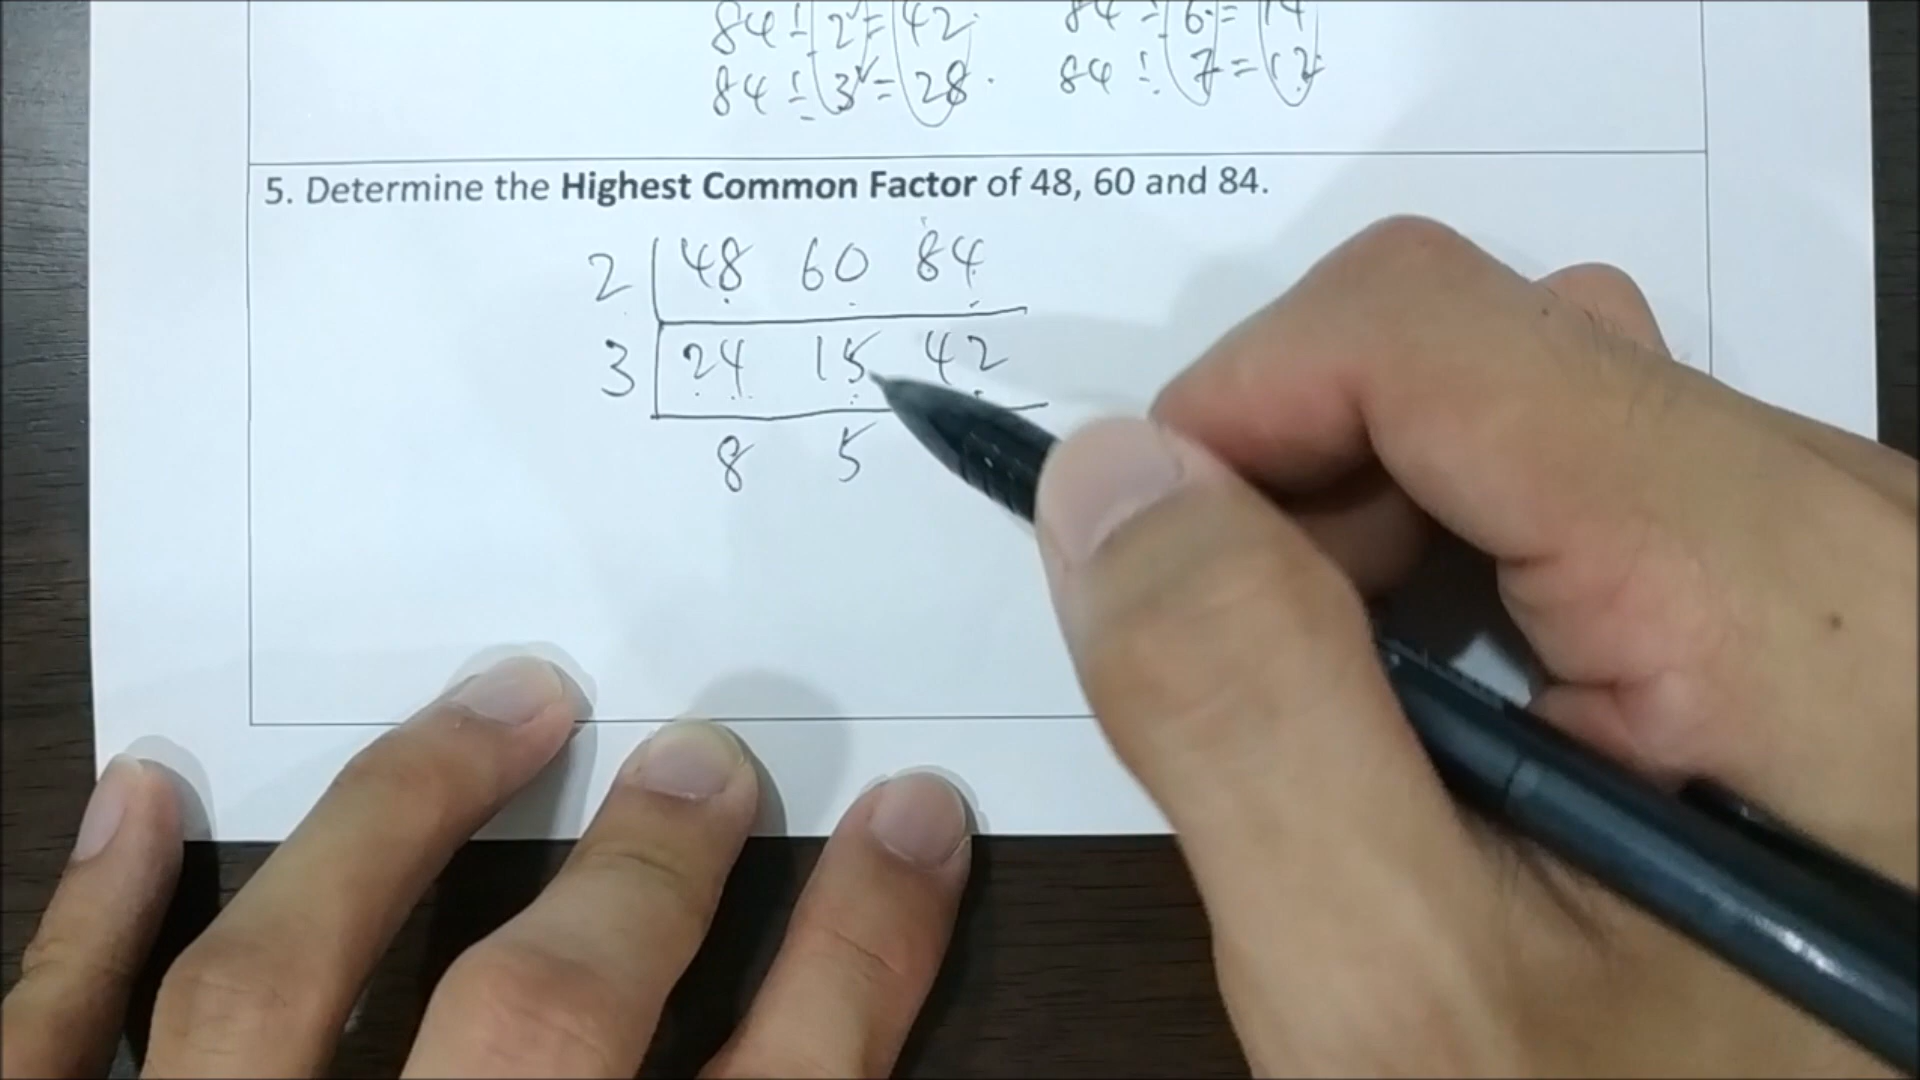 84 ÷ 2 = 42 84 ÷ 6 = 14
84 ÷ 3 = 28 84 ÷ 7 = 12
5. Determine the Highest Common Factor of 48, 60 and 84.
2 48 60 84
3 24 15 42
8 5